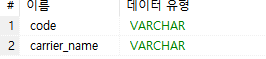 # 이름 데이터 유형
1 code VARCHAR
2 carrier_name VARCHAR